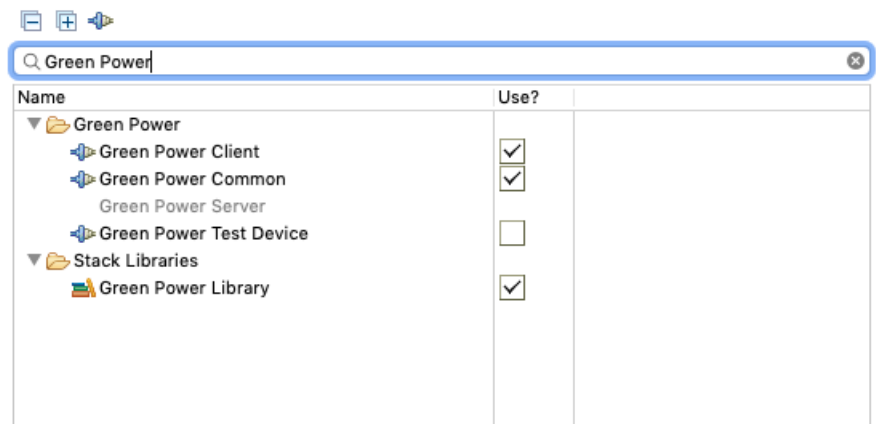 Green Power
Name Use?
Green Power
Green Power Client
Green Power Common
Green Power Server
Green Power Test Device
Stack Libraries
Green Power Library